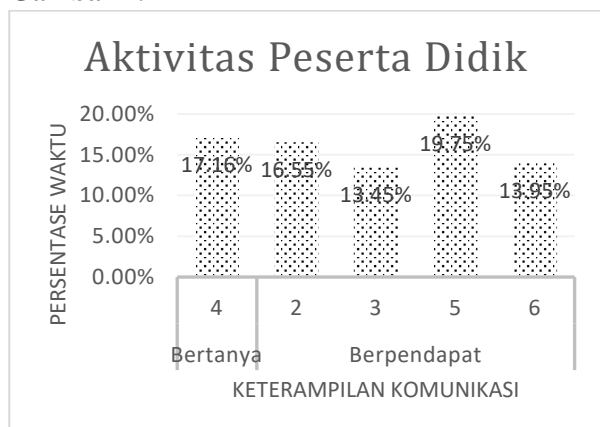 Aktivitas Peserta Didik
PERSENTASE WAKTU
20.00%
15.00%
10.00%
5.00%
0.00%
17.16%
16.55%
13.45%
19.75%
13.95%
4 2 3 5 6
Bertanya Berpendapat
KETERAMPILAN KOMUNIKASI